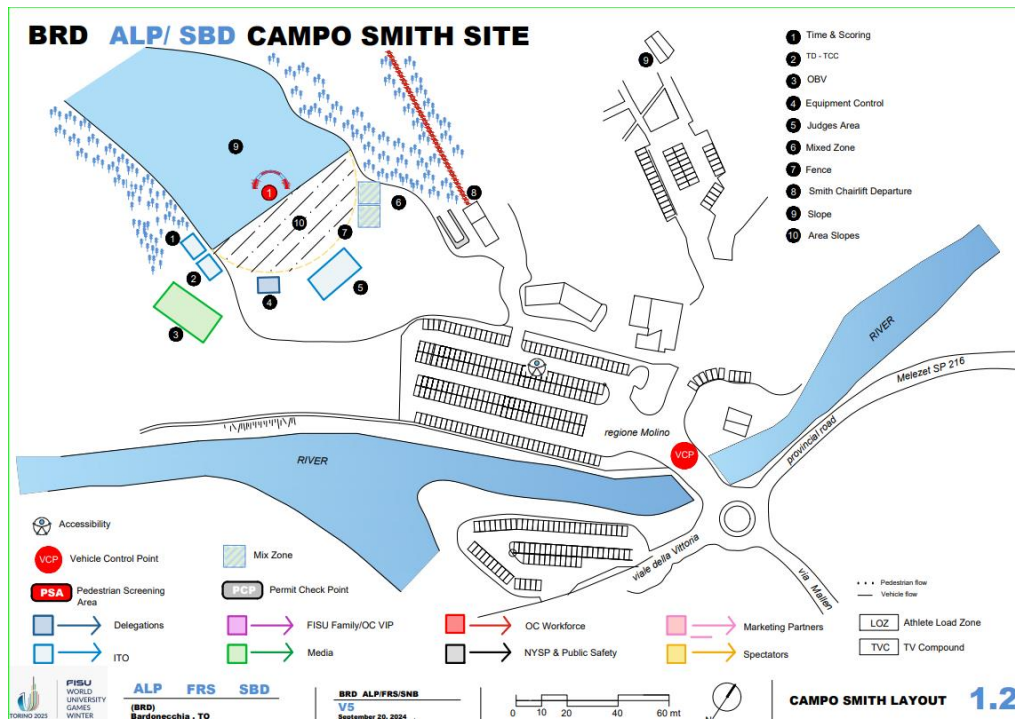 BRD ALP/ SBD CAMPO SMITH SITE
1 Time & Scoring
2 TD - TCC
3 OBV
4 Equipment Control
5 Judges Area
6 Mixed Zone
7 Fence
8 Smith Chairlift Departure
9 Slope
10 Area Slopes
9
9
1
10
8
6
7
1
2
4
5
3
RIVER
Melezet SP 216
provincial road
regione Molino
VCP
RIVER
viale della Vittoria
via Mallen
Accessibility
VCP Vehicle Control Point
Mix Zone
PSA Pedestrian Screening
Area
PCP Permit Check Point
Pedestrian flow
Vehicle flow
Delegations
FISU Family/OC VIP
OC Workforce
Marketing Partners
LOZ Athlete Load Zone
ITO
Media
NYSP & Public Safety
Spectators
TVC TV Compound
TORINO 2025
FISU
WORLD
UNIVERSITY
GAMES
WINTER
ALP FRS SBD
(BRD)
Bardonecchia , TO
BRD ALP/FRS/SNB
V5
September 20, 2024
0 10 20 40 60 mt
N
CAMPO SMITH LAYOUT 1.2